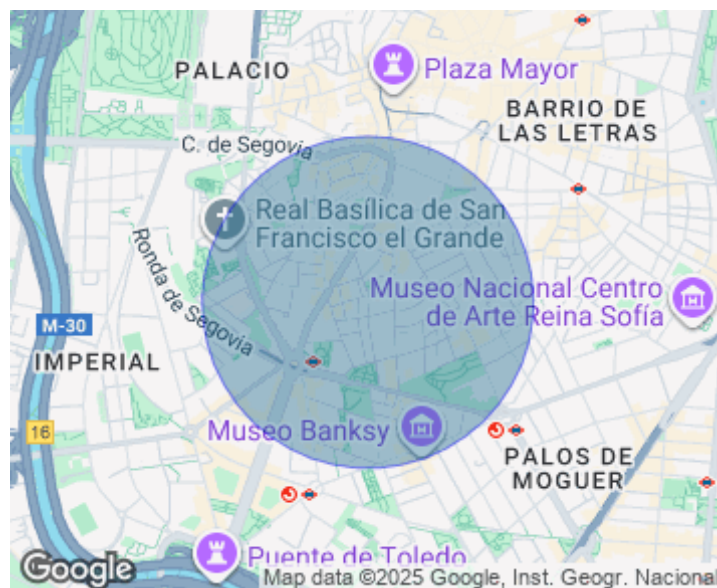 PALACIO
Plaza Mayor
BARRIO DE
LAS LETRAS
C. de Segovia
Real Basílica de San
Francisco el Grande
Ronda de Segovia
Museo Nacional Centro
de Arte Reina Sofía
M-30
IMPERIAL
16
Museo Banksy
PALOS DE
MOGUER
Puente de Toledo
Google
Map data ©2025 Google, Inst. Geogr. Nacional